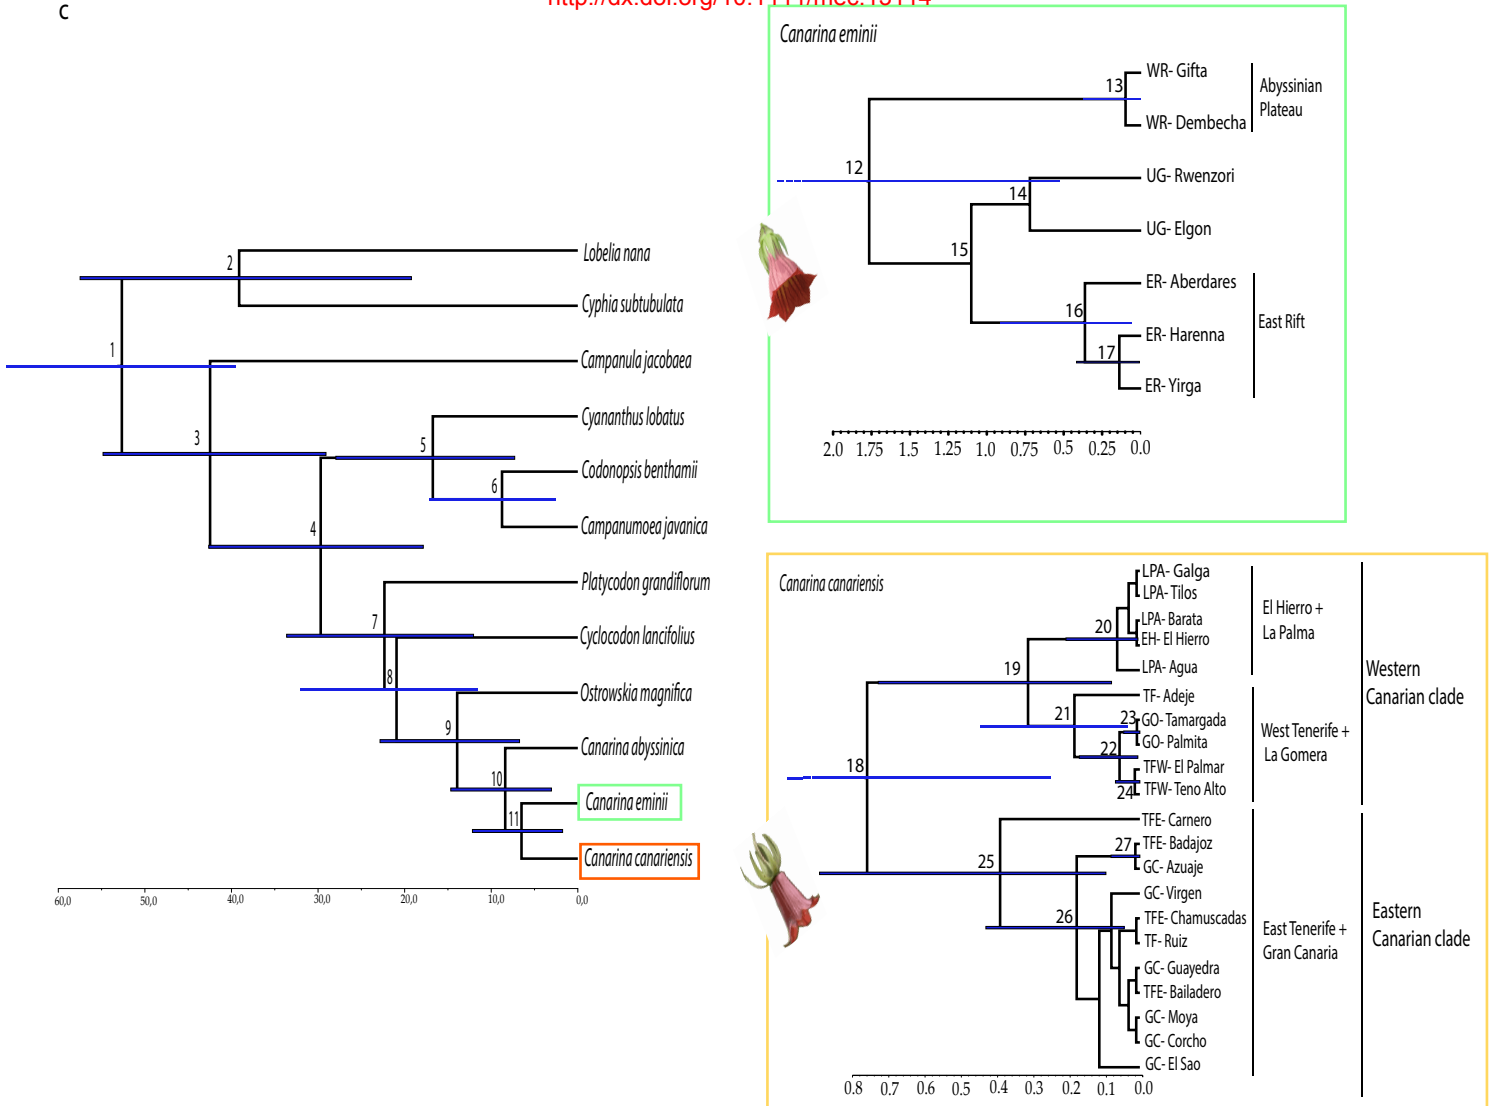 c
Lobelia nana
Cyphia subtubulata
Campanula jacobaea
Cyananthus lobatus
Codonopsis benthamii
Campanumoea javanica
Platycodon grandiflorum
Cyclocodon lancifolius
Ostrowskia magnifica
Canarina abyssinica
Canarina eminii
Canarina canariensis
1
2
3
4
5
6
7
8
9
10
11
60,0 50,0 40,0 30,0 20,0 10,0 0,0
Canarina eminii
WR- Gifta
WR- Dembecha
UG- Rwenzori
UG- Elgon
ER- Aberdares
ER- Harenna
ER- Yirga
Abyssinian
Plateau
East Rift
12
13
14
15
16
17
2.0 1.75 1.5 1.25 1.0 0.75 0.5 0.25 0.0
Canarina canariensis
LPA- Galga
LPA- Tilos
LPA- Barata
EH- El Hierro
LPA- Agua
TF- Adeje
GO- Tamargada
GO- Palmita
TFW- El Palmar
TFW- Teno Alto
TFE- Carnero
TFE- Badajoz
GC- Azuaje
GC- Virgen
TFE- Chamuscadas
TF- Ruiz
GC- Guayedra
TFE- Bailadero
GC- Moya
GC- Corcho
GC- El Sao
El Hierro +
La Palma
West Tenerife +
La Gomera
East Tenerife +
Gran Canaria
Western
Canarian clade
Eastern
Canarian clade
18
19
20
21
22
23
24
25
26
27
0.8 0.7 0.6 0.5 0.4 0.3 0.2 0.1 0.0